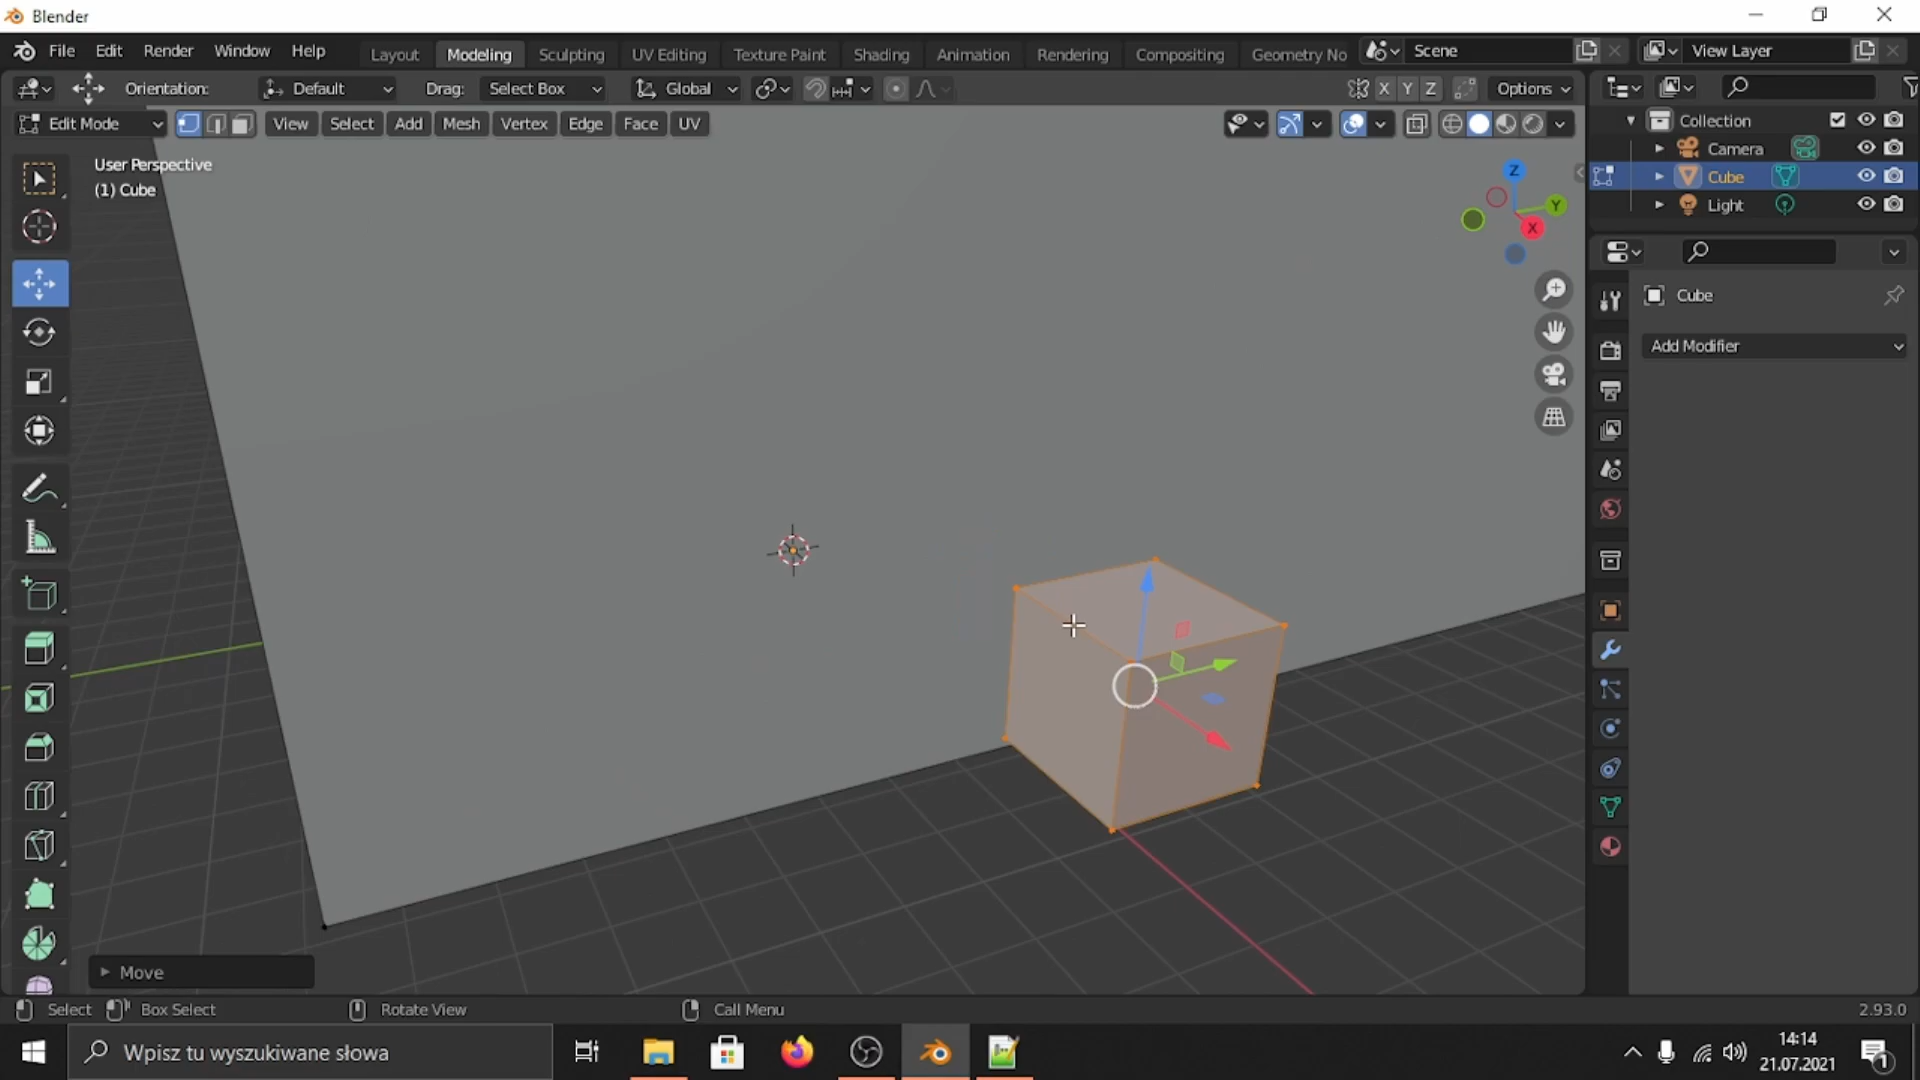 Blender
File Edit Render Window Help Layout Modeling Sculpting UV Editing Texture Paint Shading Animation Rendering Compositing Geometry No Scene View Layer
Orientation: Default Drag: Select Box Global X Y Z Options
Edit Mode View Select Add Mesh Vertex Edge Face UV
User Perspective
(1) Cube
Z
Y
X
Collection
Camera
Cube
Light
Cube
Add Modifier
Move
Select Box Select Rotate View Call Menu 2.93.0
Wpisz tu wyszukiwane słowa
14:14
21.07.2021
1